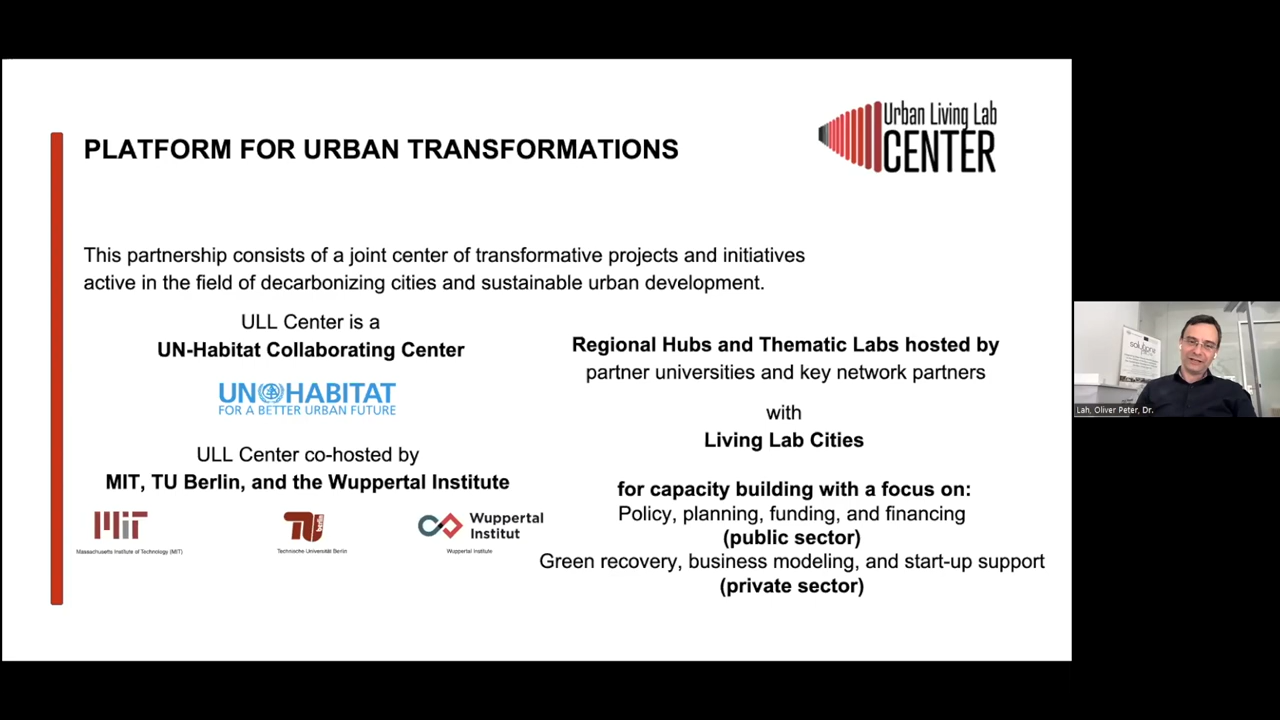 Urban Living Lab
CENTER
PLATFORM FOR URBAN TRANSFORMATIONS
This partnership consists of a joint center of transformative projects and initiatives
active in the field of decarbonizing cities and sustainable urban development.
ULL Center is a
UN-Habitat Collaborating Center
UN HABITAT
FOR A BETTER URBAN FUTURE
ULL Center co-hosted by
MIT, TU Berlin, and the Wuppertal Institute
MIT
Massachusetts Institute of Technology (MIT)
TU berlin
Technische Universität Berlin
Wuppertal
Institut
Wuppertal Institute
Regional Hubs and Thematic Labs hosted by
partner universities and key network partners
with
Living Lab Cities
for capacity building with a focus on:
Policy, planning, funding, and financing
(public sector)
Green recovery, business modeling, and start-up support
(private sector)
Lah, Oliver Peter, Dr.